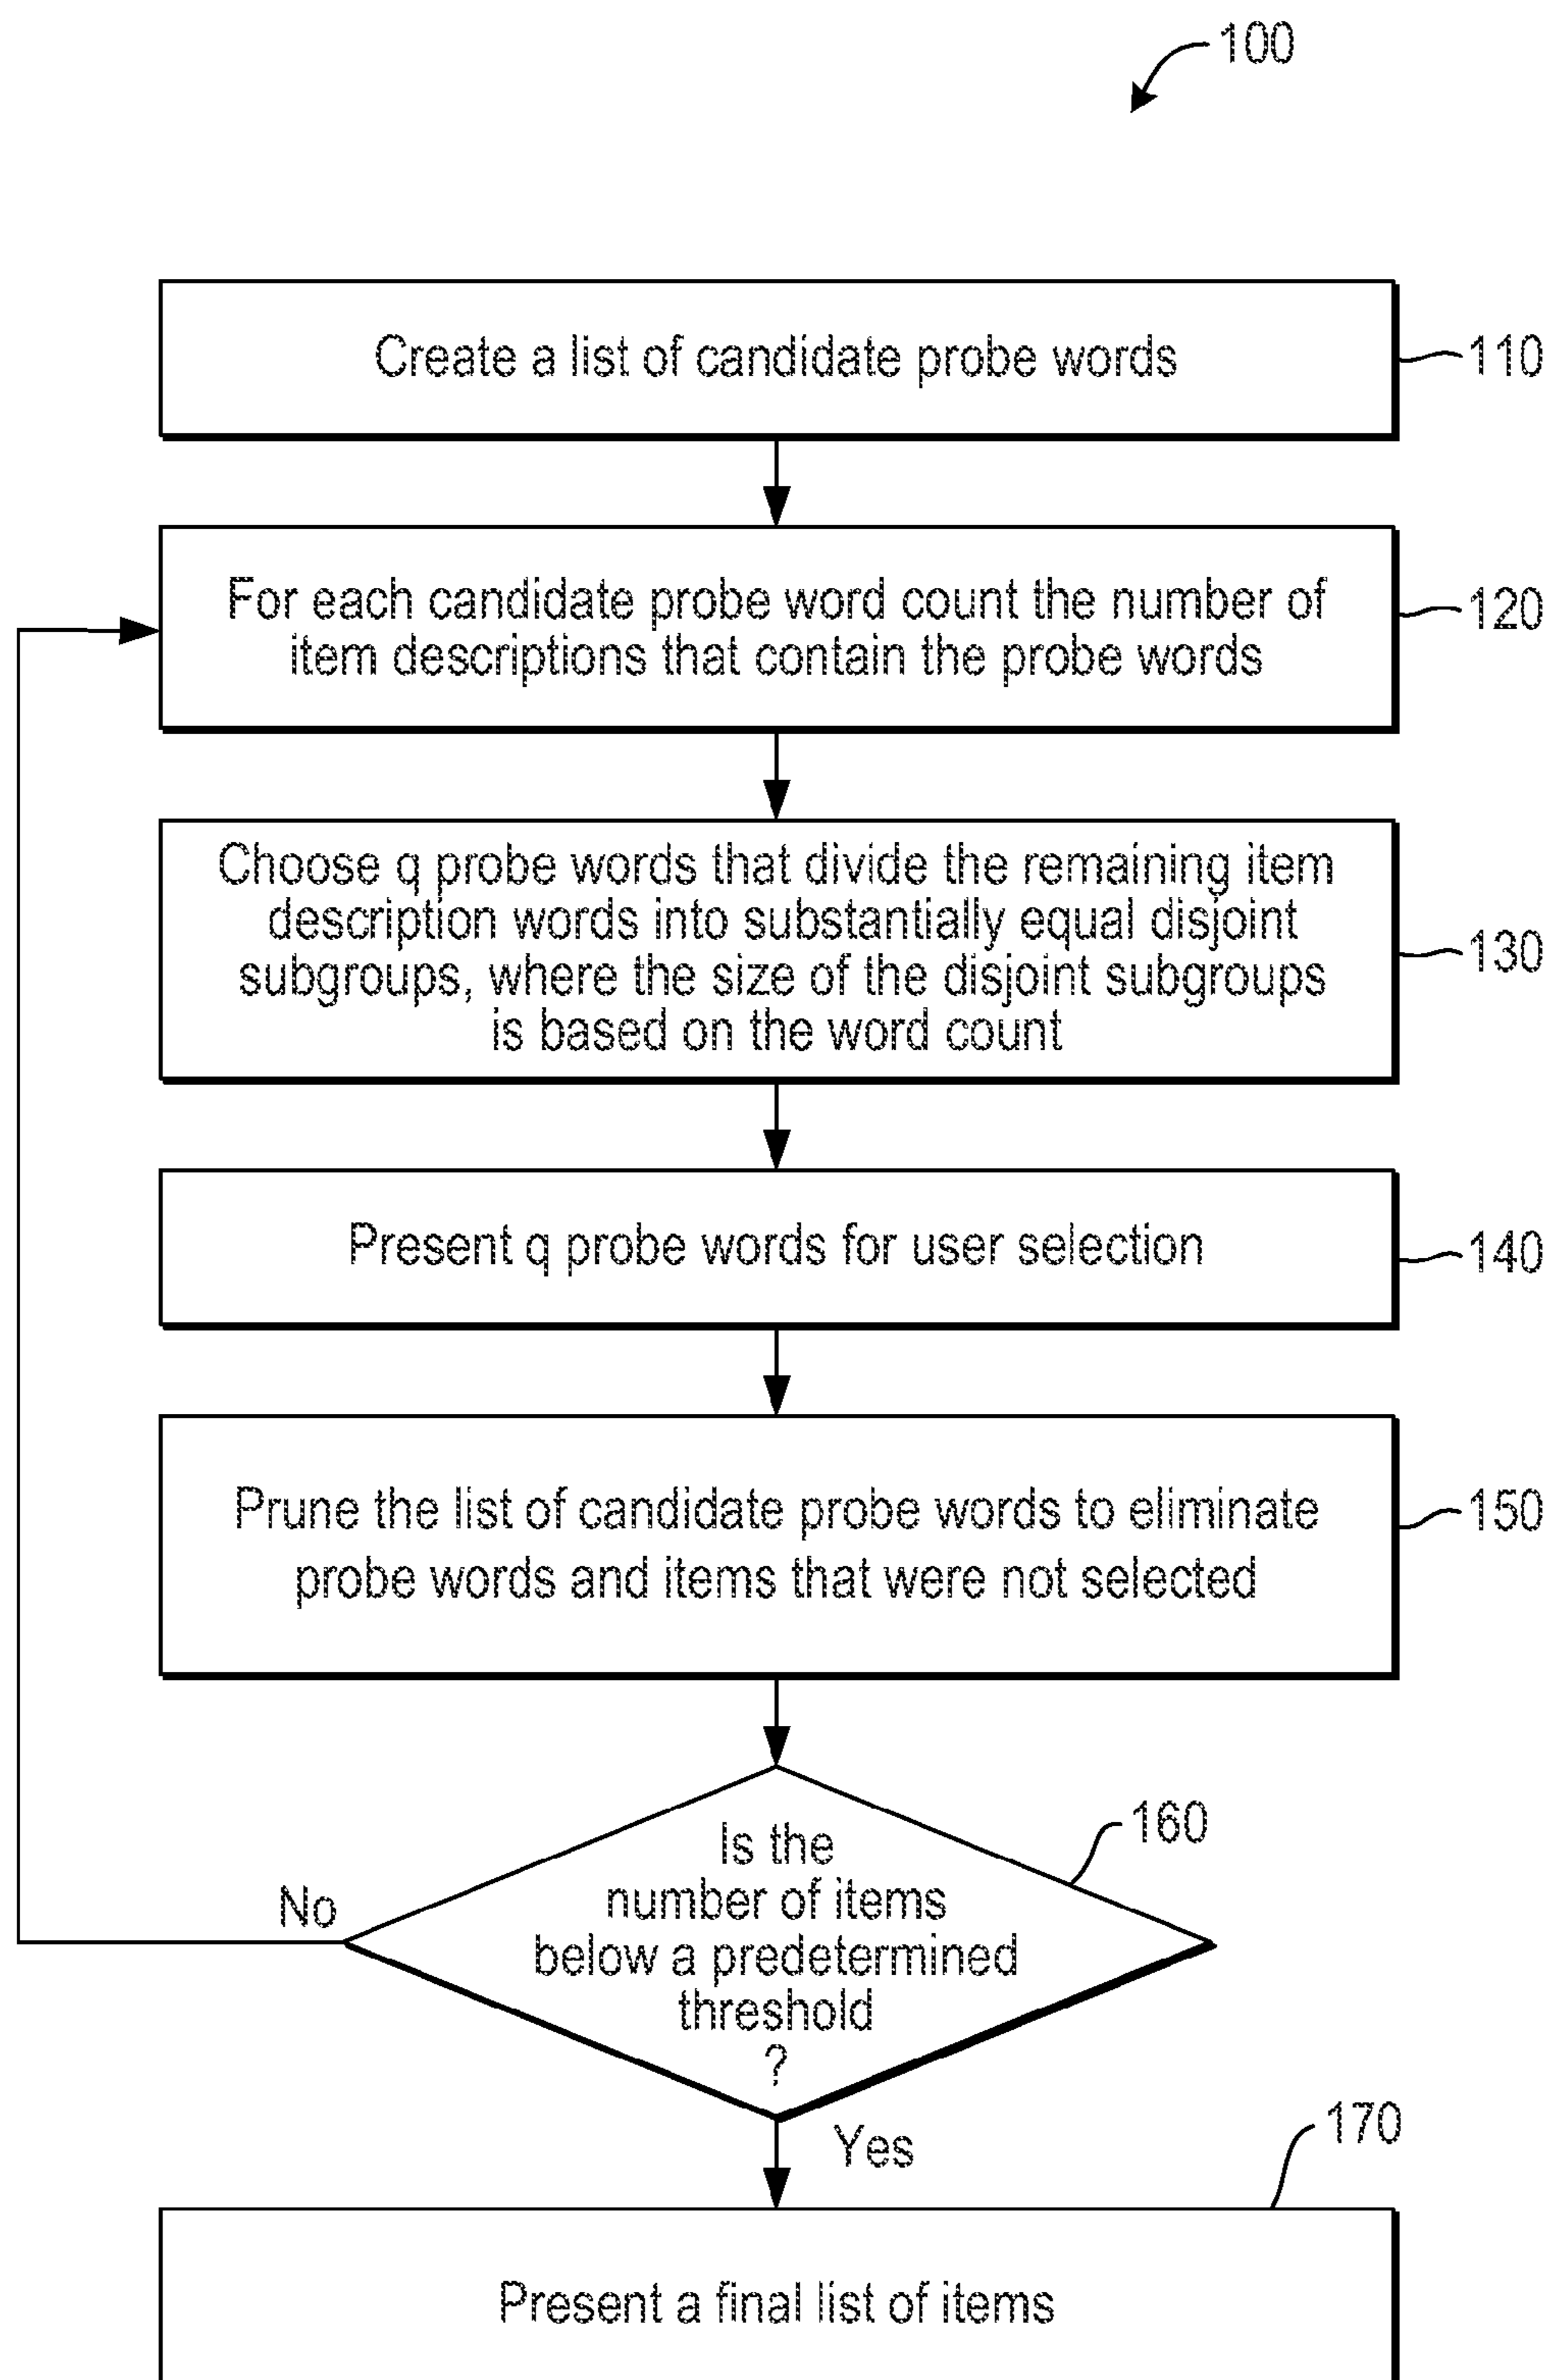 100
Create a list of candidate probe words
110
For each candidate probe word count the number of
item descriptions that contain the probe words
120
Choose q probe words that divide the remaining item
description words into substantially equal disjoint
subgroups, where the size of the disjoint subgroups
is based on the word count
130
Present q probe words for user selection
140
Prune the list of candidate probe words to eliminate
probe words and items that were not selected
150
Is the
number of items
below a predetermined
threshold
?
160
No
Yes
170
Present a final list of items